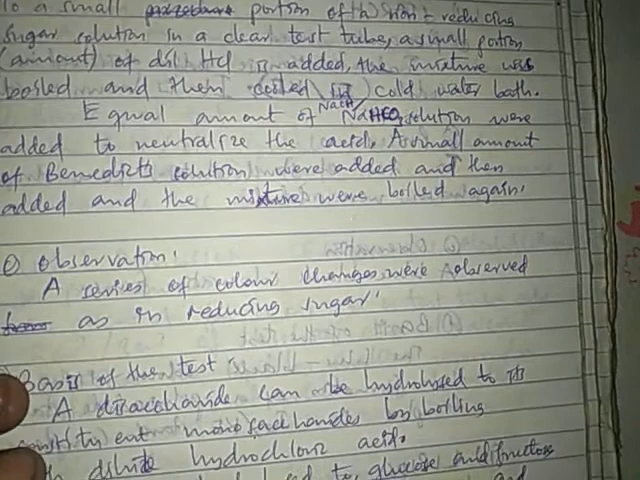 To a small portion of (a) non-reducing
sugar solution in a clear test tube, a small portion
(amount) of dil HCl is added, the mixture was
boiled and then cooled in cold water bath.
Equal amount of NaOH/NaHCO3 solution were
added to neutralize the acid. A small amount
of Benedict's solution were added and then
added and the mixture were boiled again.
observation:
A series of colour changes were observed
as in reducing sugar.
Basis of the test
A disaccharide can be hydrolysed to its
constituent monosaccharides by boiling
dilute hydrochloric acid.
to glucose and fructose